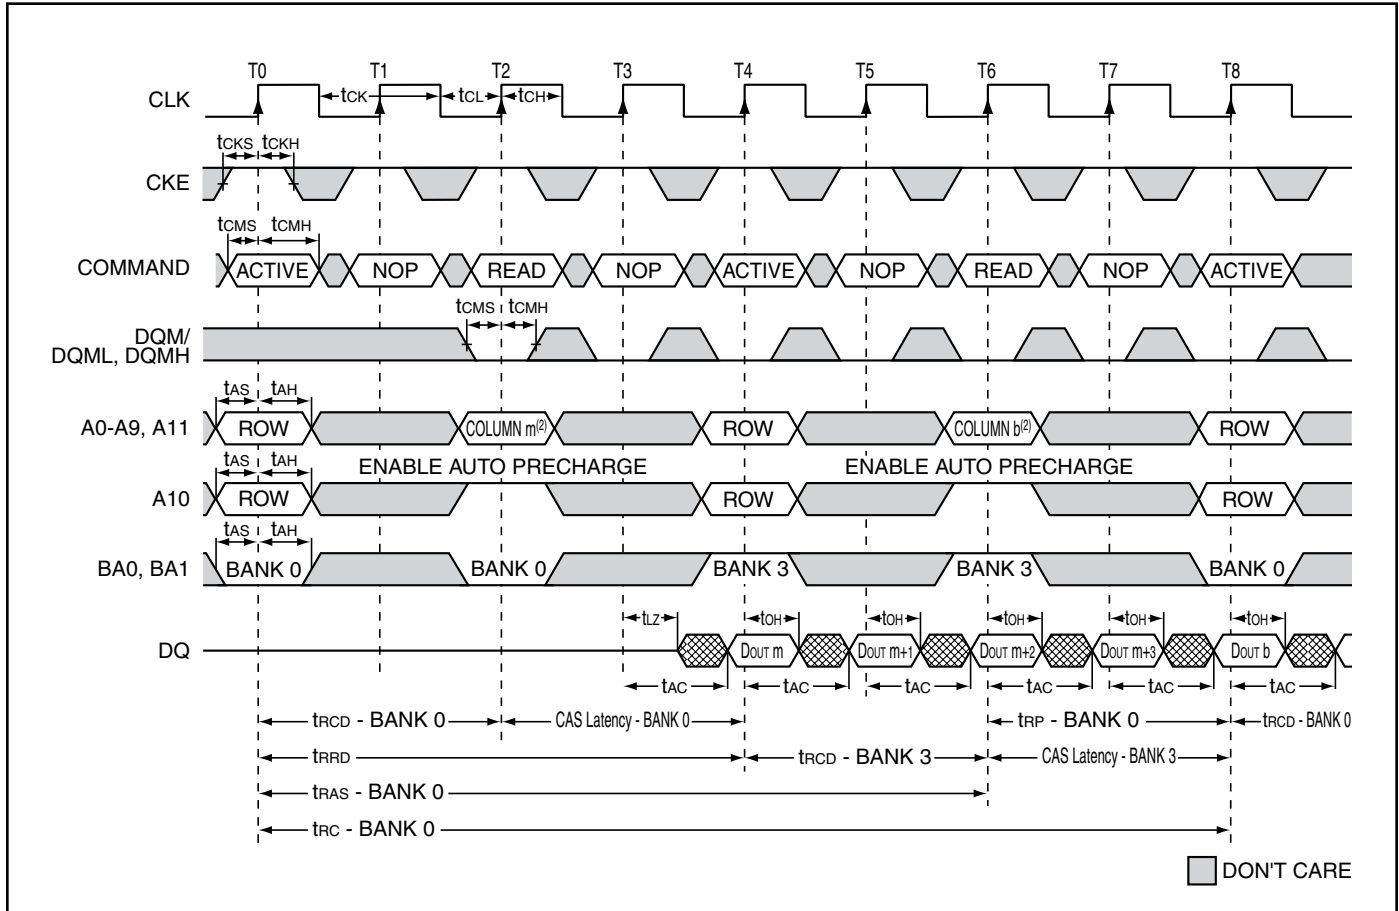 T0 T1 T2 T3 T4 T5 T6 T7 T8
CLK tCK tCL tCH
tCKS tCKH
CKE
tCMS tCMH
COMMAND ACTIVE NOP READ NOP ACTIVE NOP READ NOP ACTIVE
tCMS tCMH
DQM/
DQML, DQMH
tAS tAH
A0-A9, A11 ROW COLUMN m(2) ROW COLUMN b(2) ROW
tAS tAH ENABLE AUTO PRECHARGE ENABLE AUTO PRECHARGE
A10 ROW ROW ROW
tAS tAH
BA0, BA1 BANK 0 BANK 0 BANK 3 BANK 3 BANK 0
tLZ tOH tOH tOH tOH tOH
DQ DOUT m DOUT m+1 DOUT m+2 DOUT m+3 DOUT b
tAC tAC tAC tAC tAC tAC
tRCD - BANK 0 CAS Latency - BANK 0 tRP - BANK 0 tRCD - BANK 0
tRRD tRCD - BANK 3 CAS Latency - BANK 3
tRAS - BANK 0
tRC - BANK 0
DON'T CARE